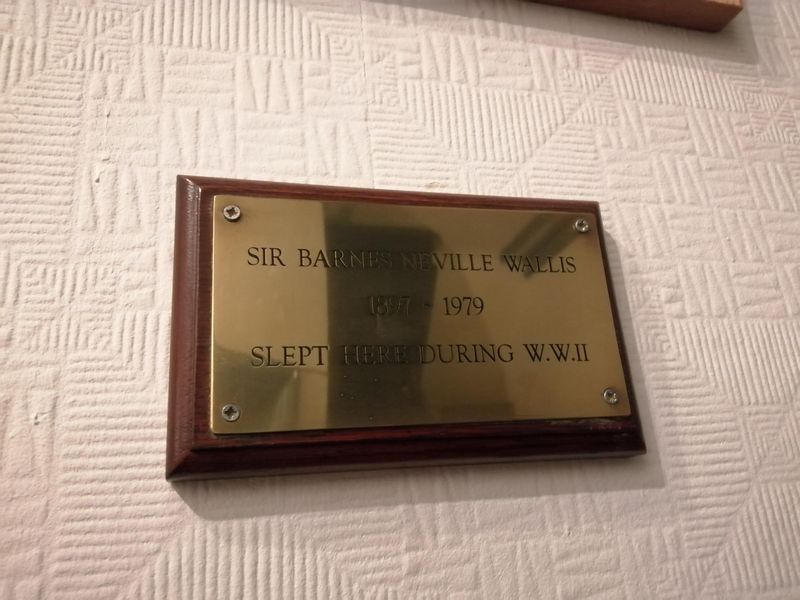 SIR BARNES NEVILLE WALLIS
1897 - 1979
SLEPT HERE DURING W.W.II